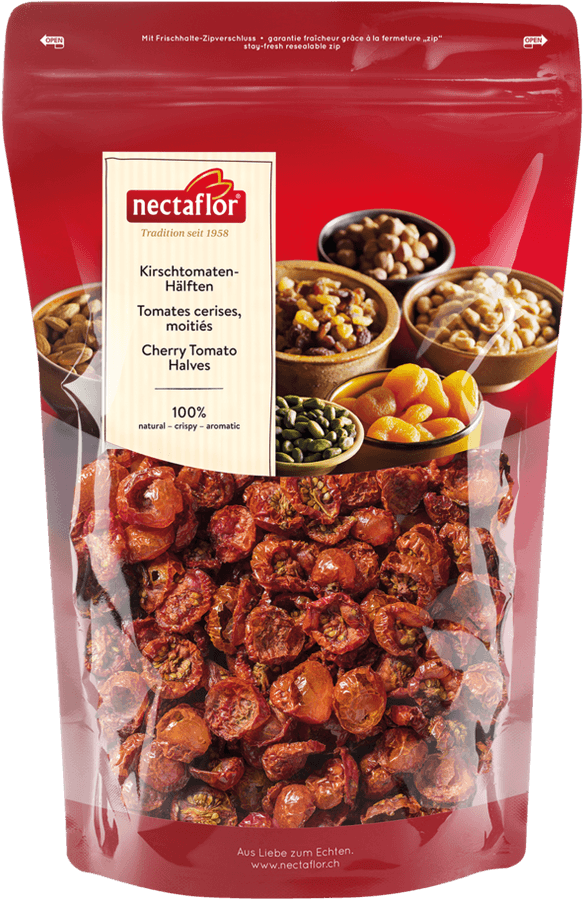 OPEN
Mit Frischhalte-Zipverschluss • garantie fraîcheur grâce à la fermeture „zip"
stay-fresh resealable zip
OPEN
nectaflor®
Tradition seit 1958
Kirschtomaten-
Hälften
Tomates cerises,
moitiés
Cherry Tomato
Halves
100%
natural – crispy – aromatic
Aus Liebe zum Echten.
www.nectaflor.ch